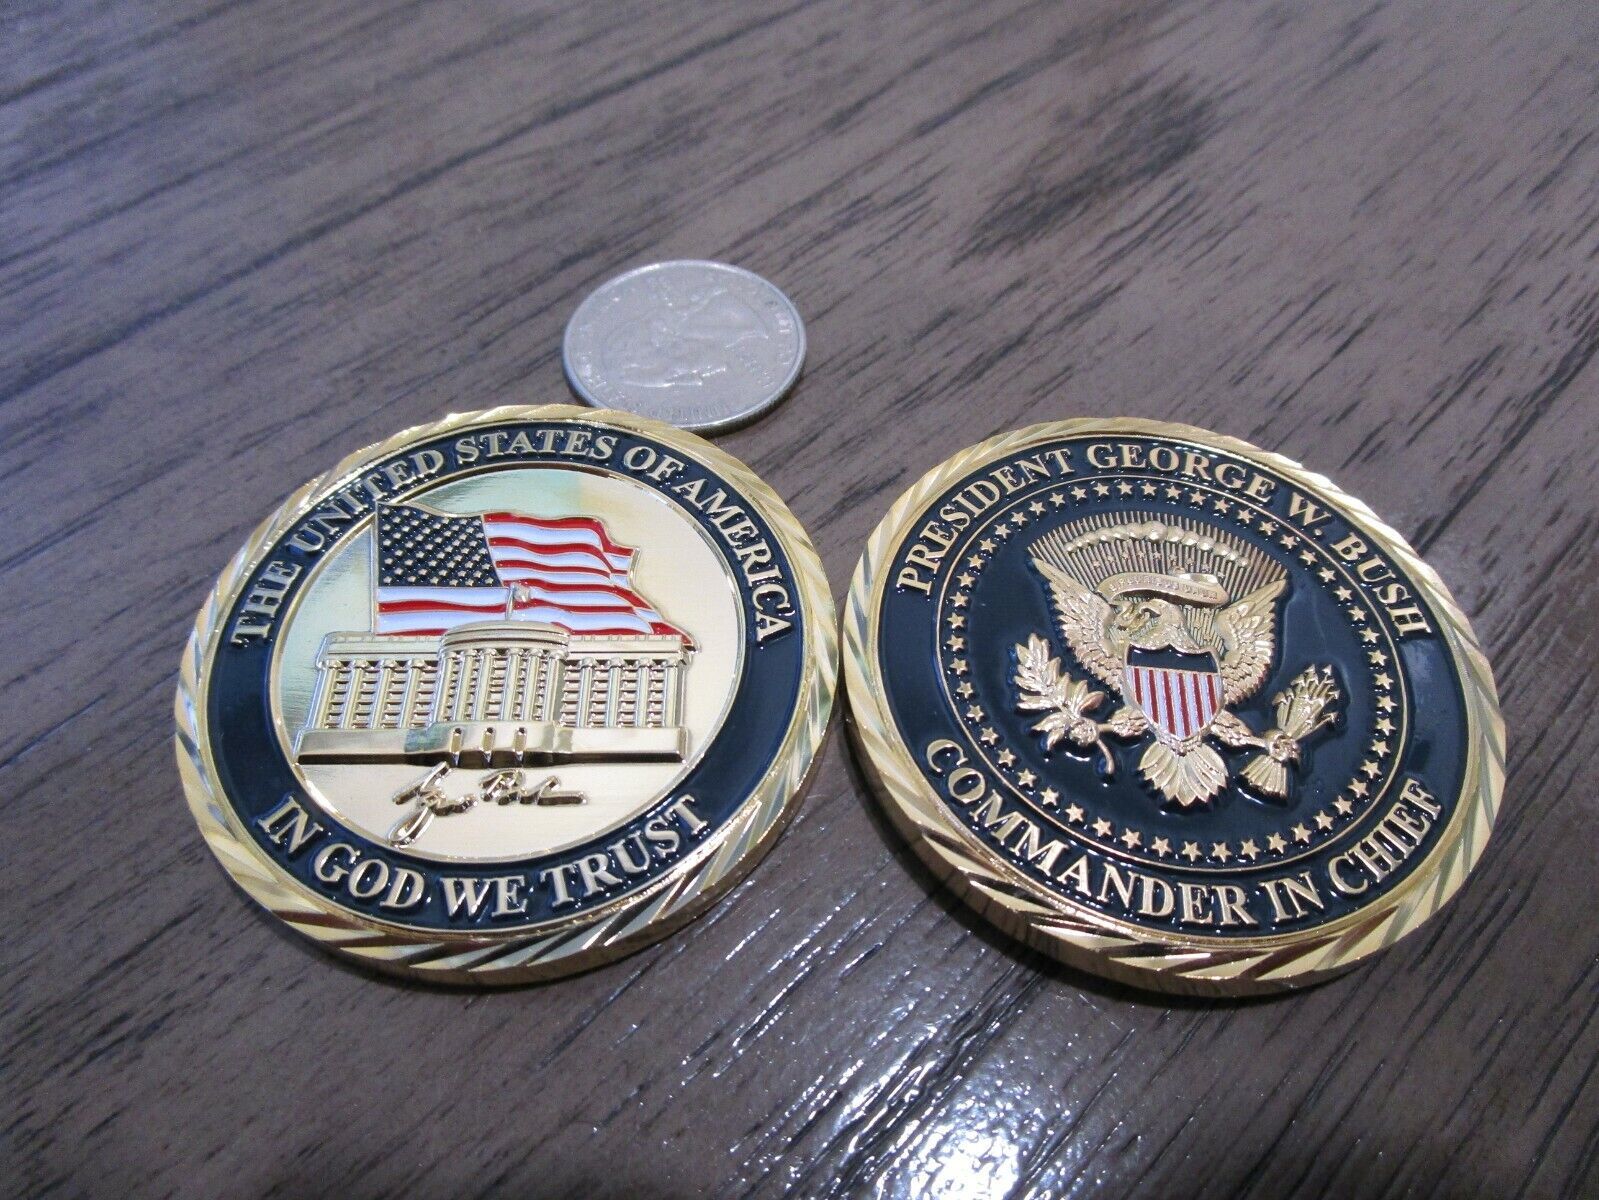 THE UNITED STATES OF AMERICA
IN GOD WE TRUST
PRESIDENT GEORGE W. BUSH
COMMANDER IN CHIEF